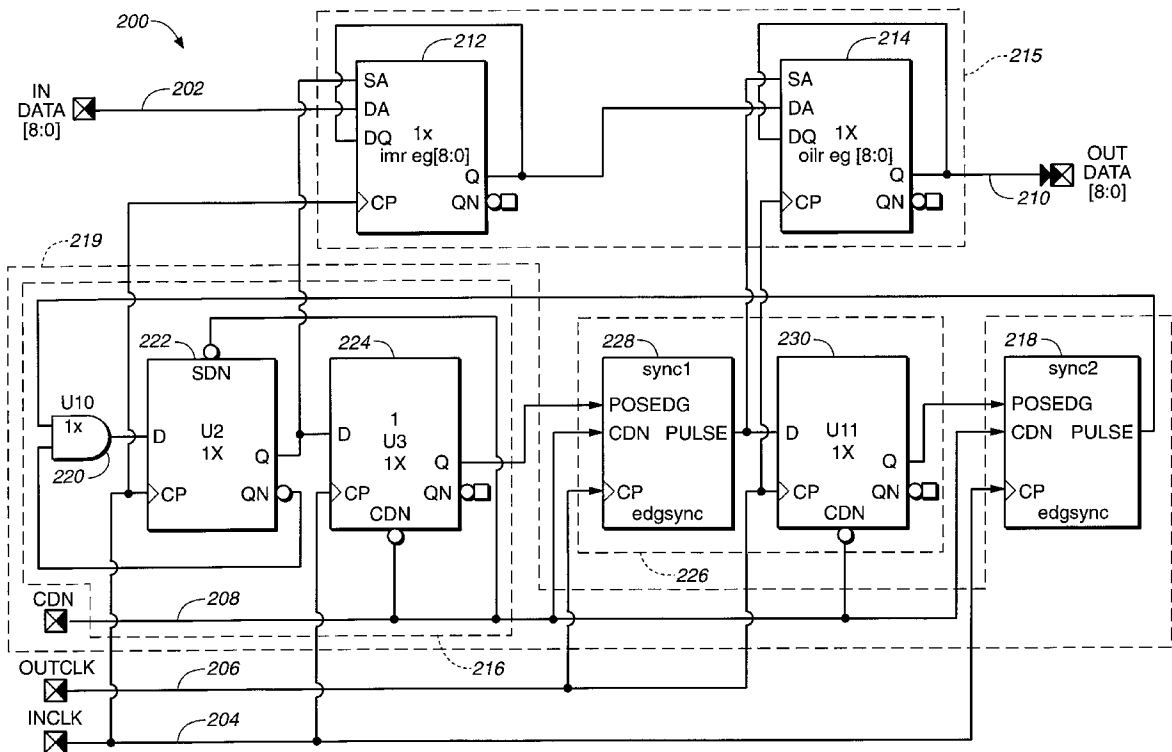 200
212
214
215
IN
DATA
[8:0]
202
SA
DA
DQ
1x
imr eg[8:0]
Q
CP
QN
SA
DA
DQ
1X
oilr eg [8:0]
Q
CP
QN
OUT
DATA
[8:0]
210
219
222
SDN
224
228
sync1
230
218
sync2
U10
1x
220
D
U2
1X
Q
QN
CP
1
D
U3
1X
Q
QN
CDN
POSEDG
CDN
PULSE
CP
edgsync
D
U11
1X
Q
QN
CDN
POSEDG
CDN
PULSE
CP
edgsync
226
CDN
208
216
OUTCLK
206
INCLK
204